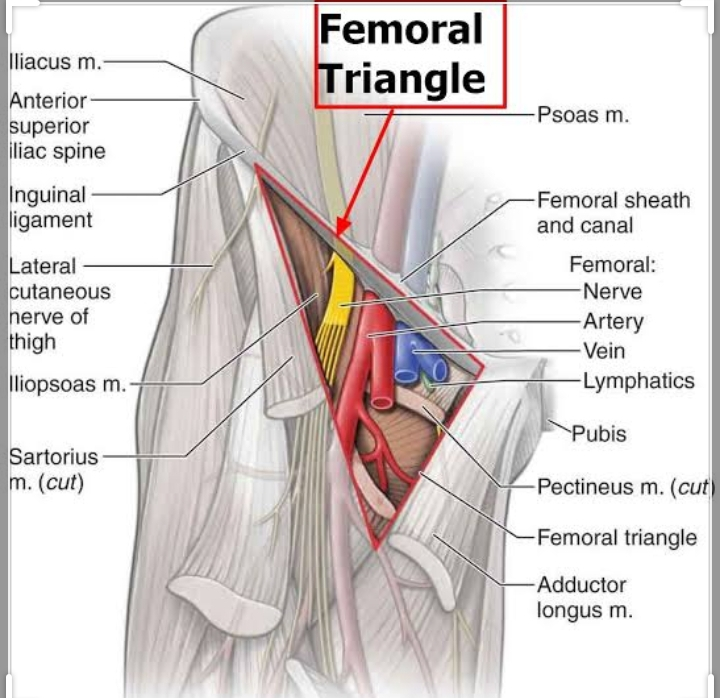 Femoral
Triangle
Iliacus m.
Anterior
superior
iliac spine
Inguinal
ligament
Lateral
cutaneous
nerve of
thigh
Iliopsoas m.
Sartorius
m. (cut)
Psoas m.
Femoral sheath
and canal
Femoral:
Nerve
Artery
Vein
Lymphatics
Pubis
Pectineus m. (cut)
Femoral triangle
Adductor
longus m.